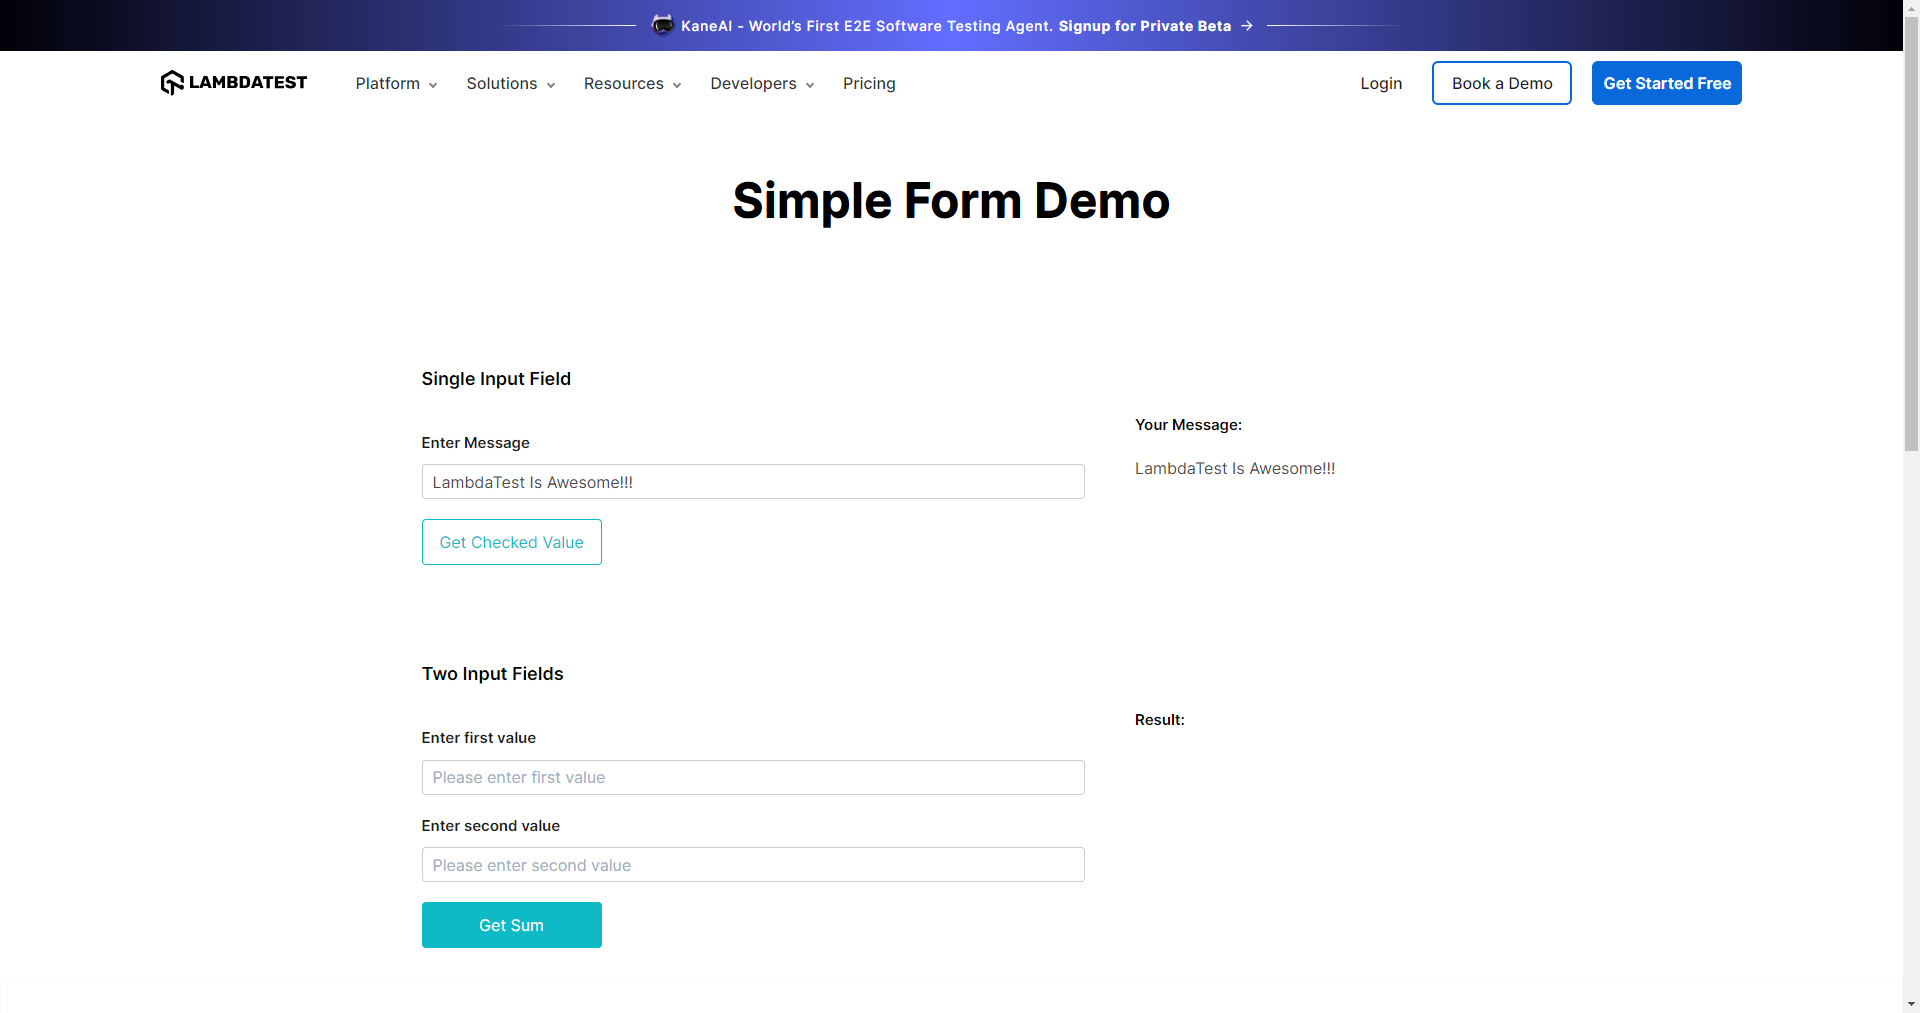 KaneAI - World’s First E2E Software Testing Agent. Signup for Private Beta →
LAMBDATEST Platform Solutions Resources Developers Pricing Login Book a Demo Get Started Free
Simple Form Demo
Single Input Field
Your Message:
Enter Message
LambdaTest Is Awesome!!!
LambdaTest Is Awesome!!!
Get Checked Value
Two Input Fields
Result:
Enter first value
Please enter first value
Enter second value
Please enter second value
Get Sum